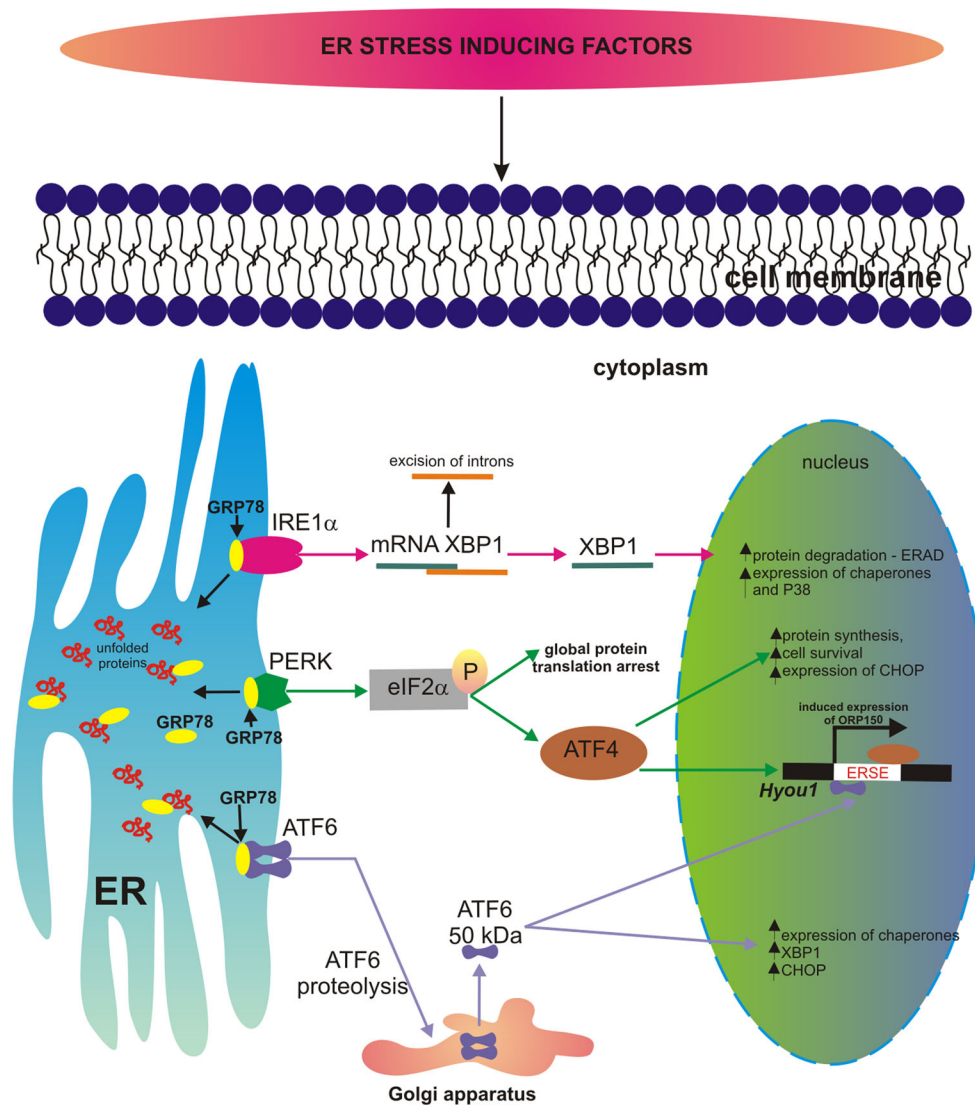 ER STRESS INDUCING FACTORS
cell membrane
cytoplasm
nucleus
excision of introns
GRP78
IRE1α
mRNA XBP1
XBP1
protein degradation - ERAD
expression of chaperones
and P38
unfolded
proteins
PERK
GRP78
GRP78
eIF2α
P
global protein
translation arrest
protein synthesis,
cell survival
expression of CHOP
ATF4
induced expression
of ORP150
ERSE
Hyou1
GRP78
ATF6
ER
ATF6
proteolysis
ATF6
50 kDa
expression of chaperones
XBP1
CHOP
Golgi apparatus